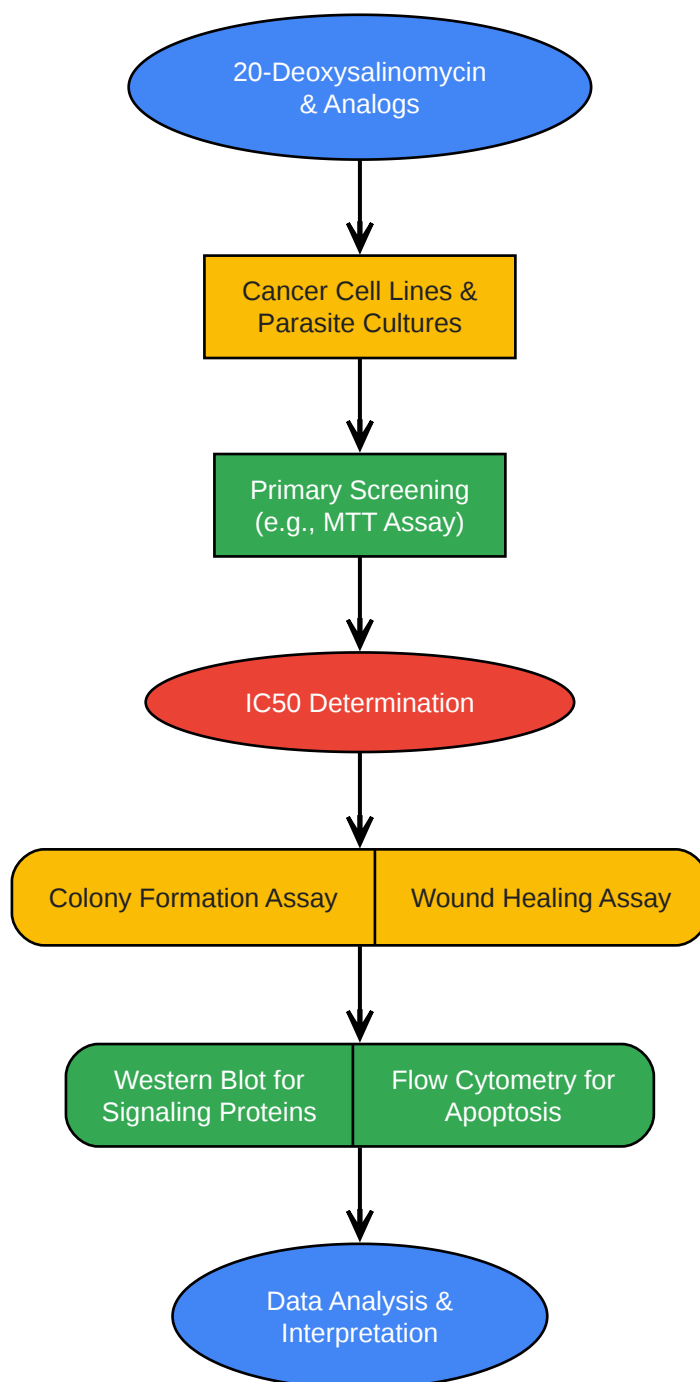 20-Deoxysalinomycin
& Analogs
Cancer Cell Lines &
Parasite Cultures
Primary Screening
(e.g., MTT Assay)
IC50 Determination
Colony Formation Assay
Wound Healing Assay
Western Blot for
Signaling Proteins
Flow Cytometry for
Apoptosis
Data Analysis &
Interpretation